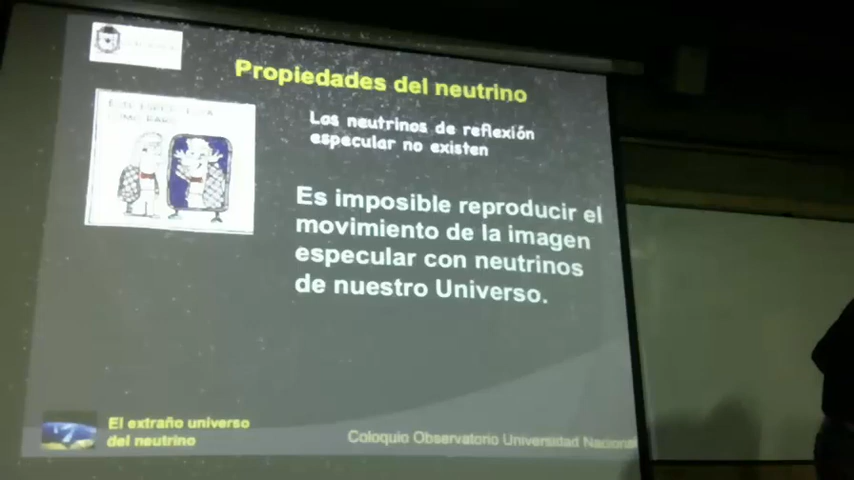 Propiedades del neutrino
Los neutrinos de reflexión
especular no existen
Es imposible reproducir el
movimiento de la imagen
especular con neutrinos
de nuestro Universo.
El extraño universo
del neutrino
Coloquio Observatorio Universidad Nacional